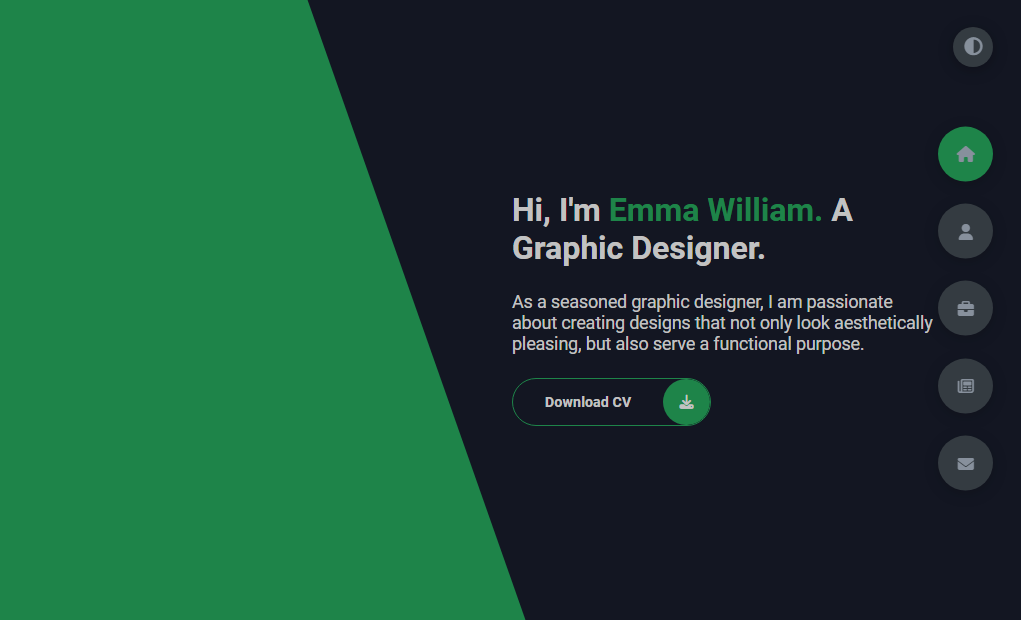 Hi, I'm Emma William. A
Graphic Designer.
As a seasoned graphic designer, I am passionate
about creating designs that not only look aesthetically
pleasing, but also serve a functional purpose.
Download CV